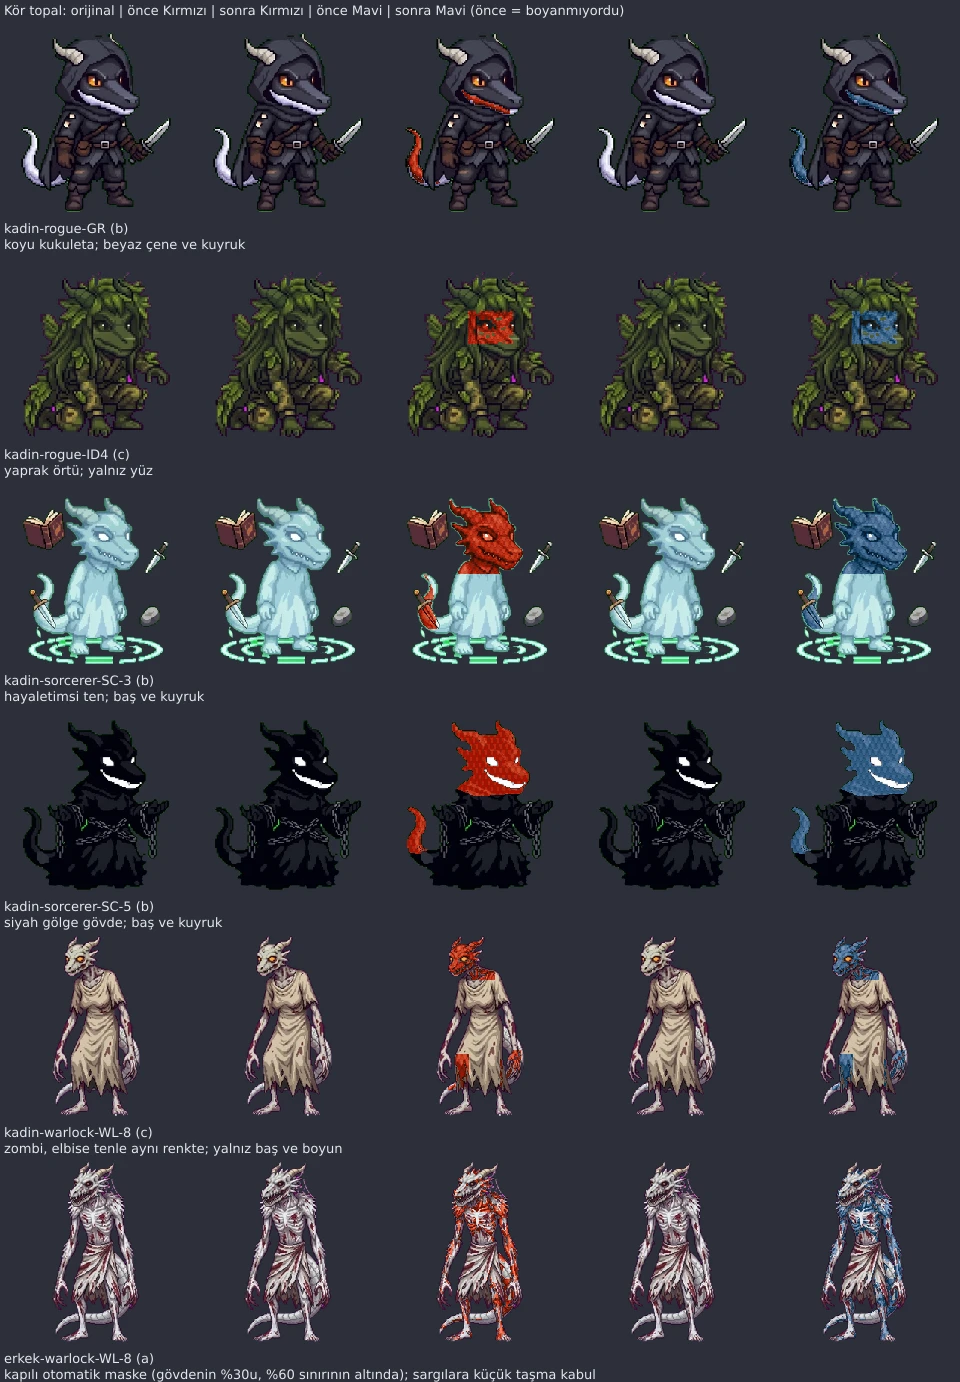 Kör topal: orijinal | önce Kırmızı | sonra Kırmızı | önce Mavi | sonra Mavi (önce = boyanmıyordu)
kadin-rogue-GR (b)
koyu kukuleta; beyaz çene ve kuyruk
kadin-rogue-ID4 (c)
yaprak örtü; yalnız yüz
kadin-sorcerer-SC-3 (b)
hayaletimsi ten; baş ve kuyruk
kadin-sorcerer-SC-5 (b)
siyah gölge gövde; baş ve kuyruk
kadin-warlock-WL-8 (c)
zombi, elbise tenle aynı renkte; yalnız baş ve boyun
erkek-warlock-WL-8 (a)
kapılı otomatik maske (gövdenin %30u, %60 sınırının altında); sargılara küçük taşma kabul